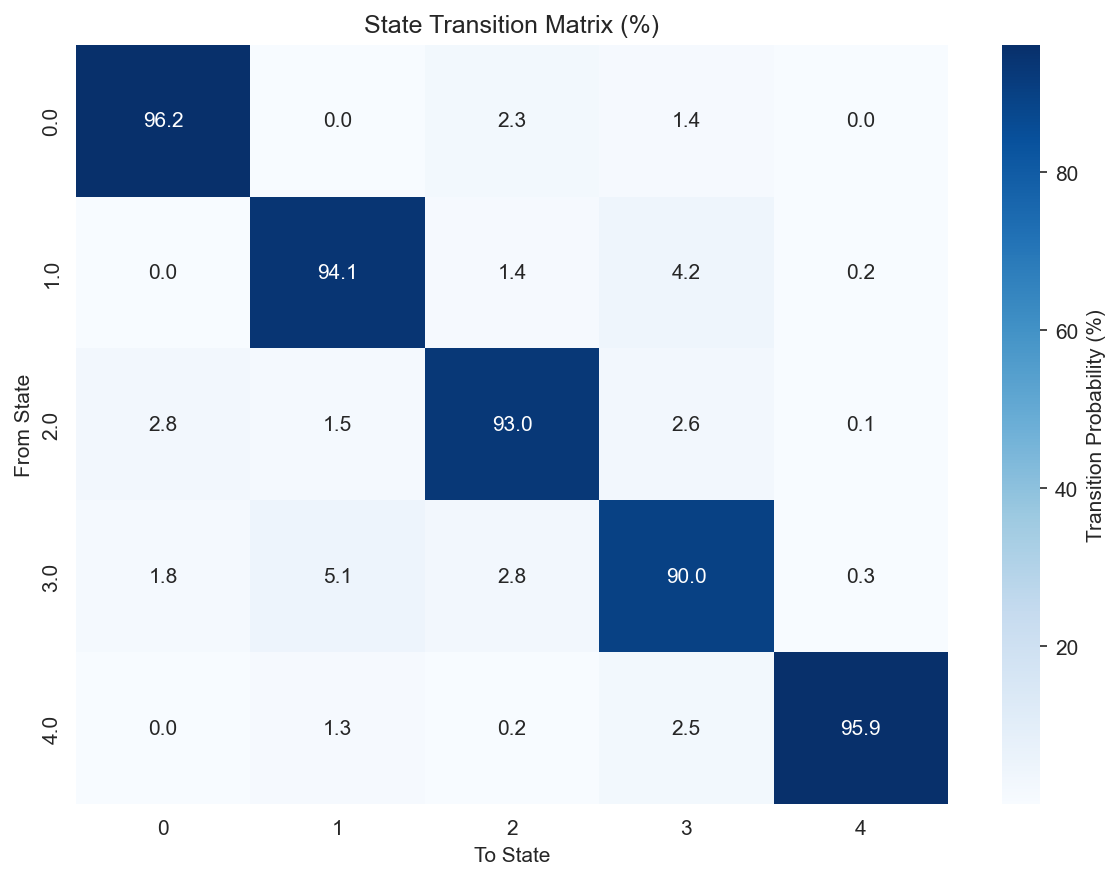 State Transition Matrix (%)
From State
0.0 96.2 0.0 2.3 1.4 0.0
1.0 0.0 94.1 1.4 4.2 0.2
2.0 2.8 1.5 93.0 2.6 0.1
3.0 1.8 5.1 2.8 90.0 0.3
4.0 0.0 1.3 0.2 2.5 95.9
0 1 2 3 4
To State
80
60
40
20
Transition Probability (%)